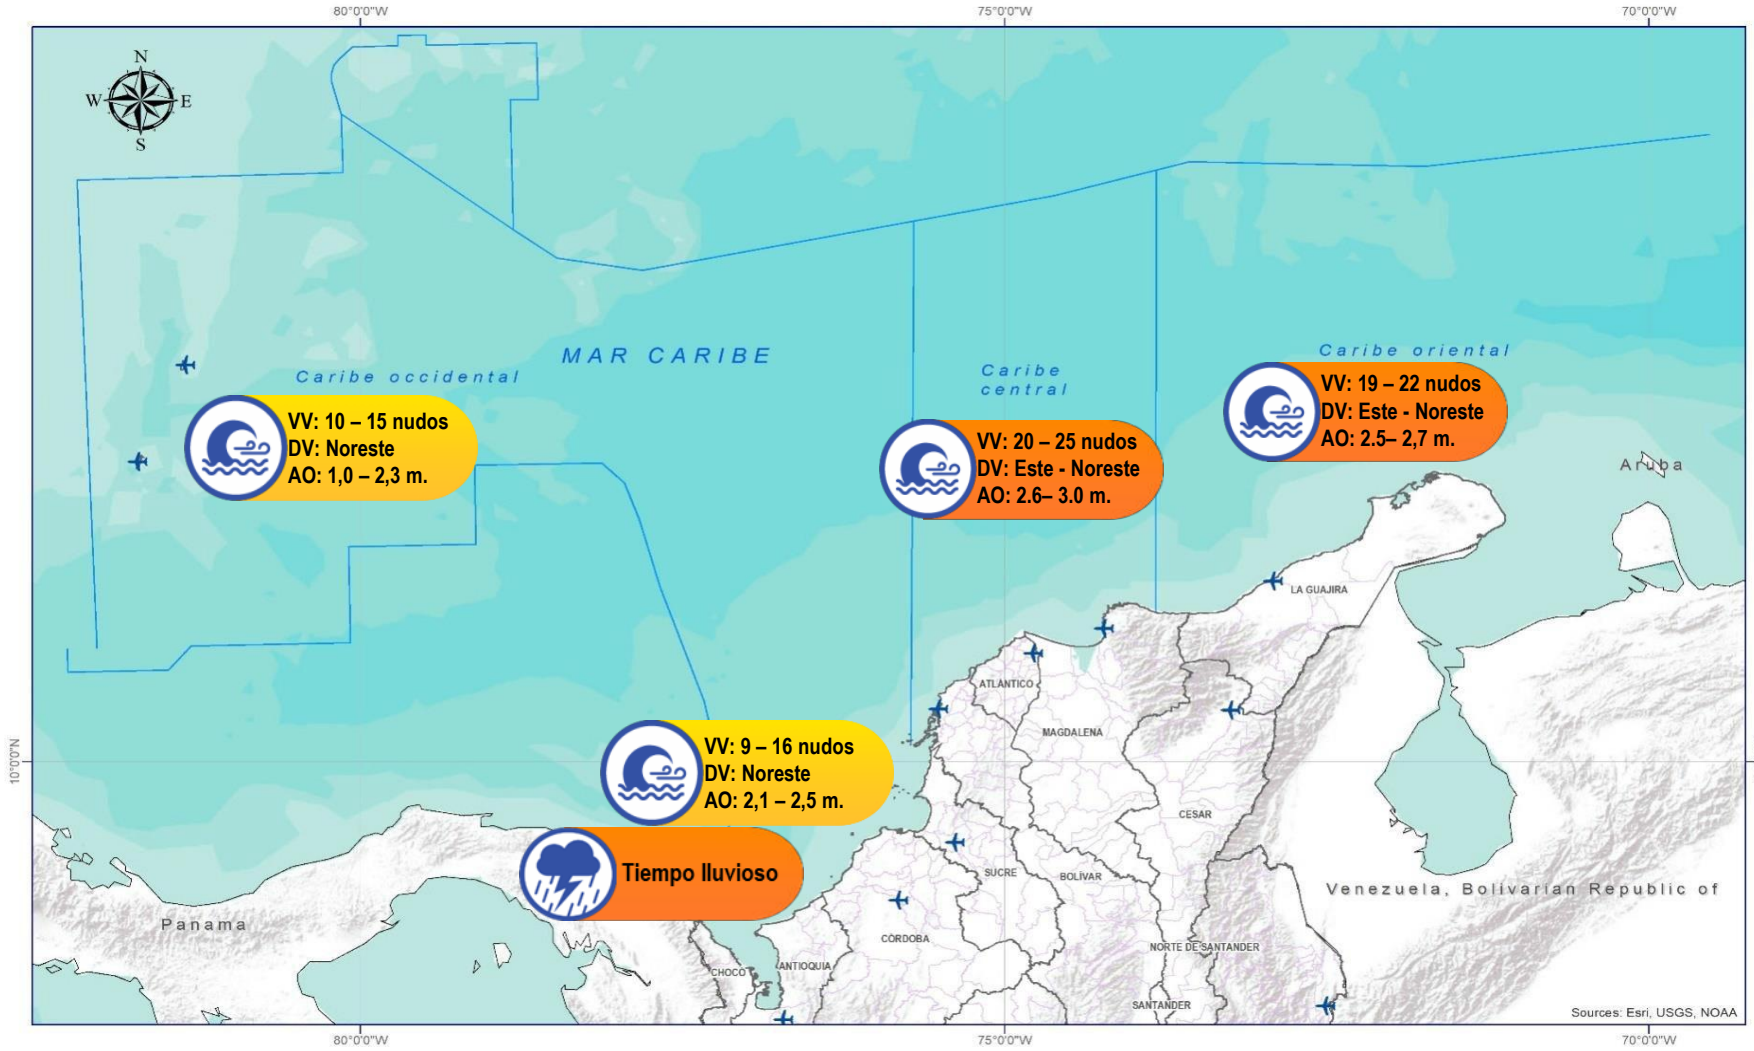 80°0'0"W
75°0'0"W
70°0'0"W
N
W
E
S
MAR CARIBE
Caribe occidental
Caribe
central
Caribe oriental
VV: 19 – 22 nudos
DV: Este - Noreste
AO: 2.5– 2,7 m.
VV: 10 – 15 nudos
DV: Noreste
AO: 1,0 – 2,3 m.
VV: 20 – 25 nudos
DV: Este - Noreste
AO: 2.6– 3.0 m.
Aruba
LA GUAJIRA
ATLÁNTICO
MAGDALENA
10°0'0"N
VV: 9 – 16 nudos
DV: Noreste
AO: 2,1 – 2,5 m.
CESAR
Tiempo lluvioso
SUCRE
BOLÍVAR
Venezuela, Bolivarian Republic of
Panama
CÓRDOBA
NORTE DE SANTANDER
CHOCÓ
ANTIOQUIA
SANTANDER
Sources: Esri, USGS, NOAA
80°0'0"W
75°0'0"W
70°0'0"W